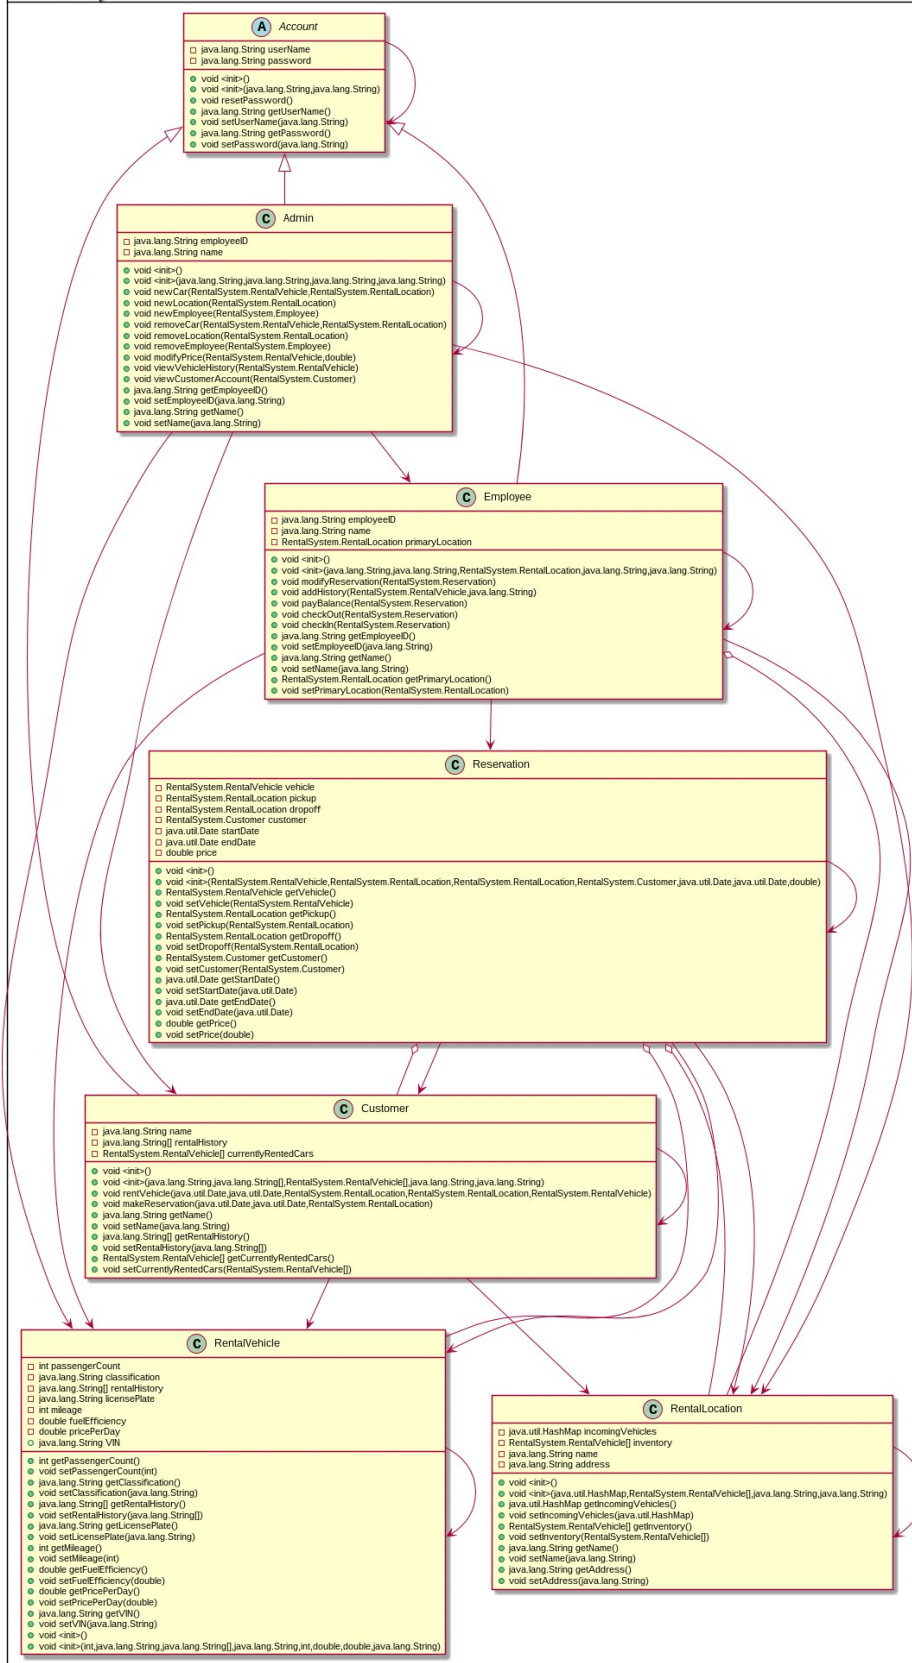 A Account
java.lang.String userName
java.lang.String password
void <init>()
void <init>(java.lang.String,java.lang.String)
void resetPassword()
java.lang.String getUserName()
void setUserName(java.lang.String)
java.lang.String getPassword()
void setPassword(java.lang.String)
C Admin
java.lang.String employeeID
java.lang.String name
void <init>()
void <init>(java.lang.String,java.lang.String,java.lang.String,java.lang.String)
void newCar(RentalSystem.RentalVehicle,RentalSystem.RentalLocation)
void newLocation(RentalSystem.RentalLocation)
void newEmployee(RentalSystem.Employee)
void removeCar(RentalSystem.RentalVehicle,RentalSystem.RentalLocation)
void removeLocation(RentalSystem.RentalLocation)
void removeEmployee(RentalSystem.Employee)
void modifyPrice(RentalSystem.RentalVehicle,double)
void viewVehicleHistory(RentalSystem.RentalVehicle)
void viewCustomerAccount(RentalSystem.Customer)
java.lang.String getEmployeeID()
void setEmployeeID(java.lang.String)
java.lang.String getName()
void setName(java.lang.String)
C Employee
java.lang.String employeeID
java.lang.String name
RentalSystem.RentalLocation primaryLocation
void <init>()
void <init>(java.lang.String,java.lang.String,RentalSystem.RentalLocation,java.lang.String,java.lang.String)
void modifyReservation(RentalSystem.Reservation)
void addHistory(RentalSystem.RentalVehicle,java.lang.String)
void payBalance(RentalSystem.Reservation)
void checkOut(RentalSystem.Reservation)
void checkIn(RentalSystem.Reservation)
java.lang.String getEmployeeID()
void setEmployeeID(java.lang.String)
java.lang.String getName()
void setName(java.lang.String)
RentalSystem.RentalLocation getPrimaryLocation()
void setPrimaryLocation(RentalSystem.RentalLocation)
C Reservation
RentalSystem.RentalVehicle vehicle
RentalSystem.RentalLocation pickup
RentalSystem.RentalLocation dropoff
RentalSystem.Customer customer
java.util.Date startDate
java.util.Date endDate
double price
void <init>()
void <init>(RentalSystem.RentalVehicle,RentalSystem.RentalLocation,RentalSystem.RentalLocation,RentalSystem.Customer,java.util.Date,java.util.Date,double)
RentalSystem.RentalVehicle getVehicle()
void setVehicle(RentalSystem.RentalVehicle)
RentalSystem.RentalLocation getPickup()
void setPickup(RentalSystem.RentalLocation)
RentalSystem.RentalLocation getDropoff()
void setDropoff(RentalSystem.RentalLocation)
RentalSystem.Customer getCustomer()
void setCustomer(RentalSystem.Customer)
java.util.Date getStartDate()
void setStartDate(java.util.Date)
java.util.Date getEndDate()
void setEndDate(java.util.Date)
double getPrice()
void setPrice(double)
C Customer
java.lang.String name
java.lang.String[] rentalHistory
RentalSystem.RentalVehicle[] currentlyRentedCars
void <init>()
void <init>(java.lang.String,java.lang.String[],RentalSystem.RentalVehicle[],java.lang.String,java.lang.String)
void rentVehicle(java.util.Date,java.util.Date,RentalSystem.RentalLocation,RentalSystem.RentalLocation,RentalSystem.RentalVehicle)
void makeReservation(java.util.Date,java.util.Date,RentalSystem.RentalLocation)
java.lang.String getName()
void setName(java.lang.String)
java.lang.String[] getRentalHistory()
void setRentalHistory(java.lang.String[])
RentalSystem.RentalVehicle[] getCurrentlyRentedCars()
void setCurrentlyRentedCars(RentalSystem.RentalVehicle[])
C RentalVehicle
int passengerCount
java.lang.String classification
java.lang.String[] rentalHistory
java.lang.String licensePlate
int mileage
double fuelEfficiency
double pricePerDay
java.lang.String VIN
int getPassengerCount()
void setPassengerCount(int)
java.lang.String getClassification()
void setClassification(java.lang.String)
java.lang.String[] getRentalHistory()
void setRentalHistory(java.lang.String[])
java.lang.String getLicensePlate()
void setLicensePlate(java.lang.String)
int getMileage()
void setMileage(int)
double getFuelEfficiency()
void setFuelEfficiency(double)
double getPricePerDay()
void setPricePerDay(double)
java.lang.String getVIN()
void setVIN(java.lang.String)
void <init>()
void <init>(int,java.lang.String,java.lang.String[],java.lang.String,int,double,double,java.lang.String)
C RentalLocation
java.util.HashMap incomingVehicles
RentalSystem.RentalVehicle[] inventory
java.lang.String name
java.lang.String address
void <init>()
void <init>(java.util.HashMap,RentalSystem.RentalVehicle[],java.lang.String,java.lang.String)
java.util.HashMap getIncomingVehicles()
void setIncomingVehicles(java.util.HashMap)
RentalSystem.RentalVehicle[] getInventory()
void setInventory(RentalSystem.RentalVehicle[])
java.lang.String getName()
void setName(java.lang.String)
java.lang.String getAddress()
void setAddress(java.lang.String)